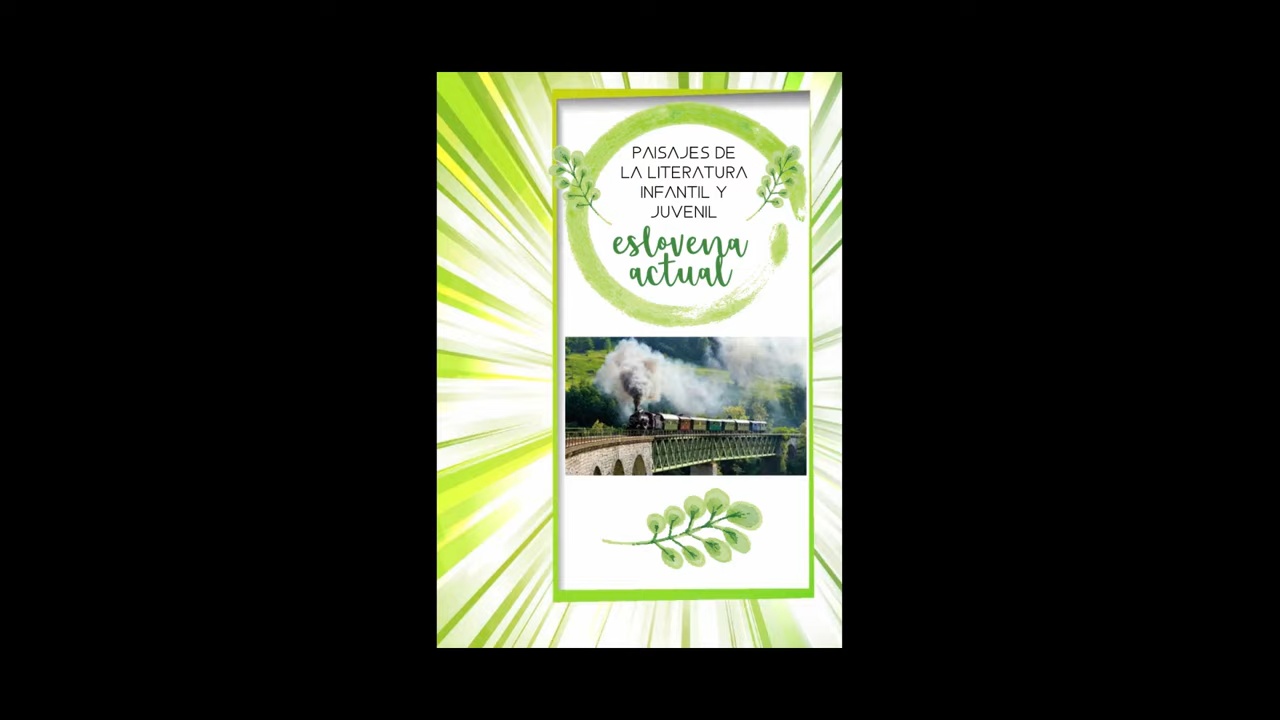 PAISAJES DE
LA LITERATURA
INFANTIL Y
JUVENIL
eslovena
actual